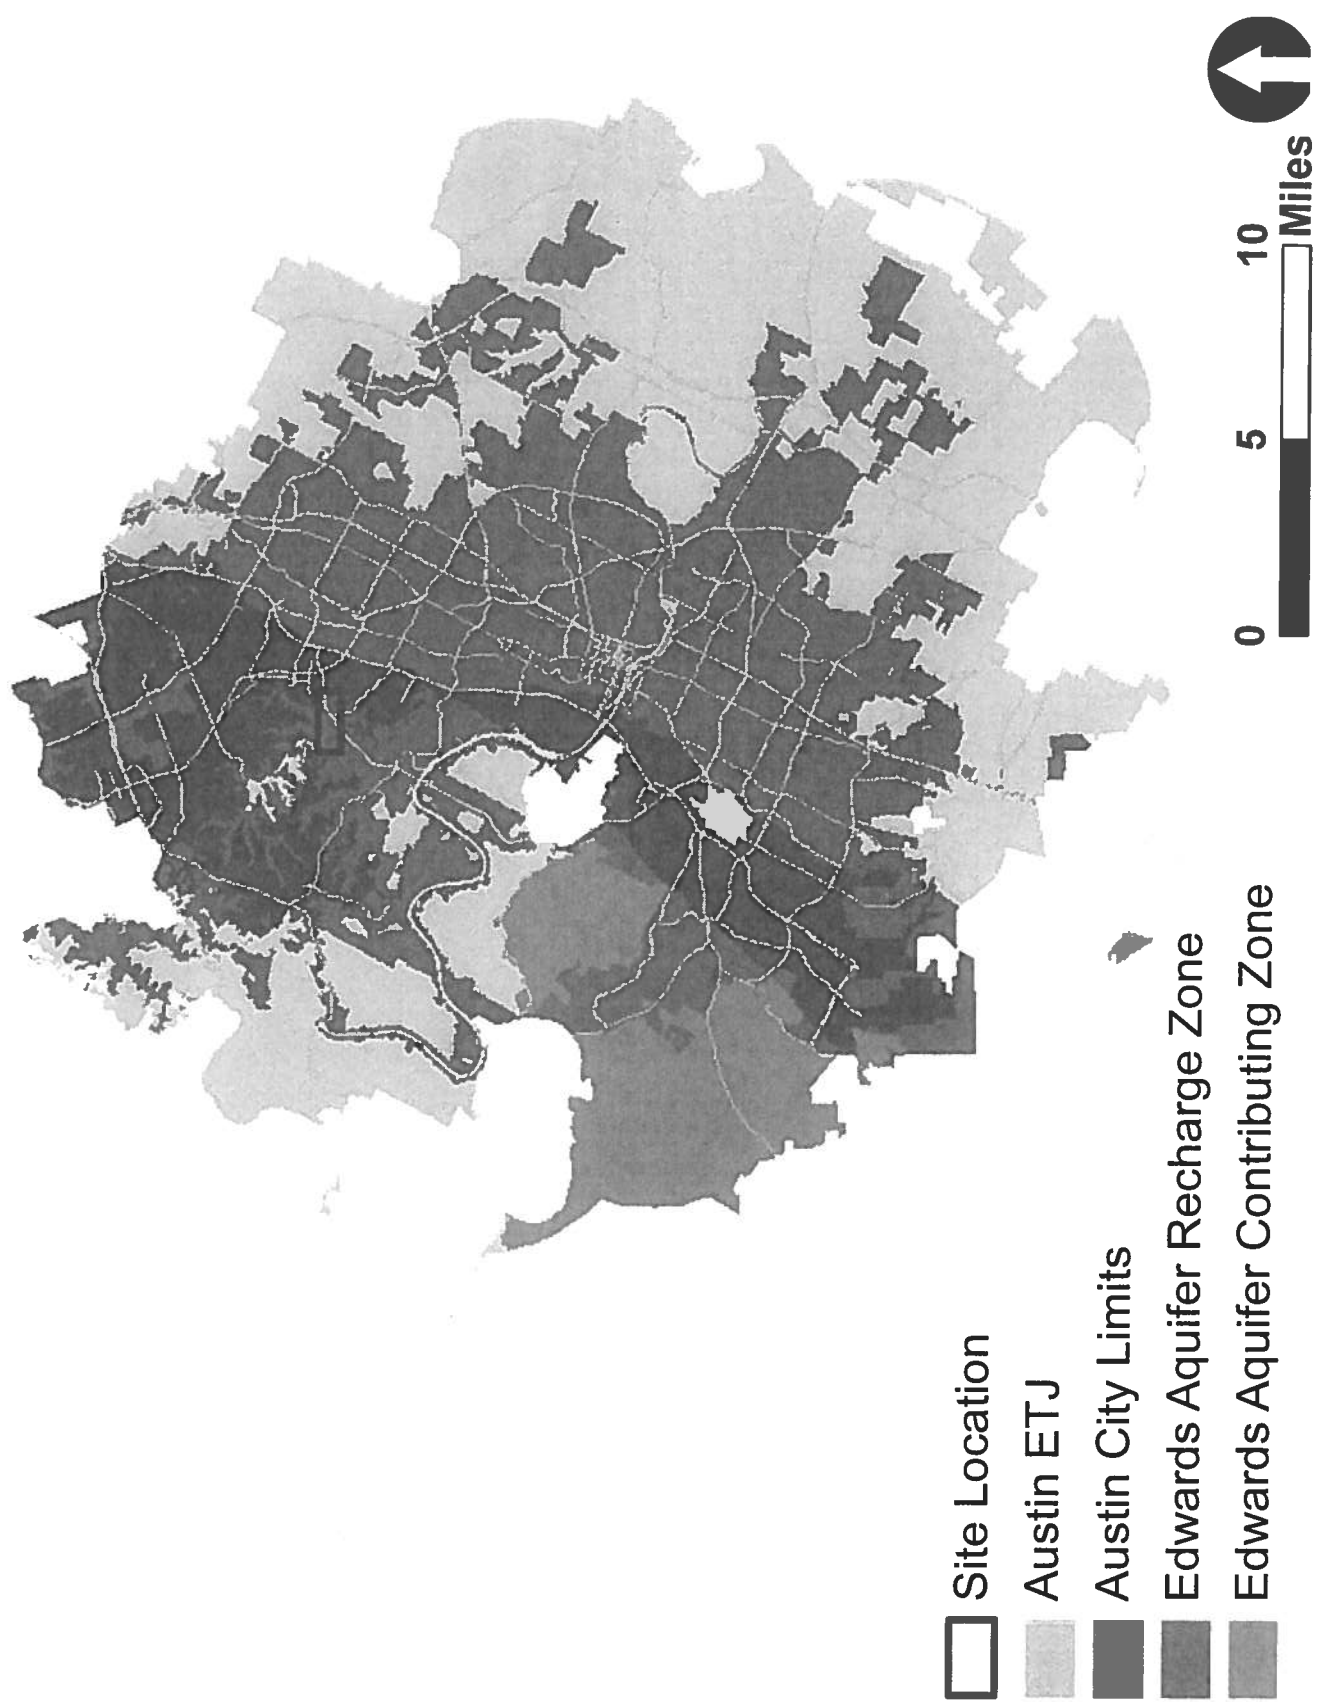 Site Location
Austin ETJ
Austin City Limits
Edwards Aquifer Recharge Zone
Edwards Aquifer Contributing Zone
0 5 10
Miles